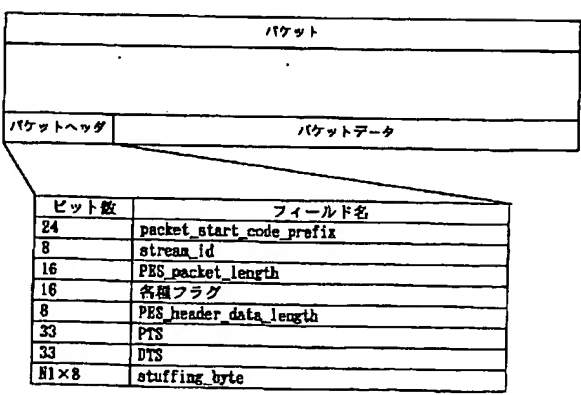 パケット
パケットヘッダ パケットデータ
ビット数 フィールド名
24 packet_start_code_prefix
8 stream_id
16 PES_packet_length
16 各種フラグ
8 PES_header_data_length
33 PTS
33 DTS
N1×8 stuffing_byte